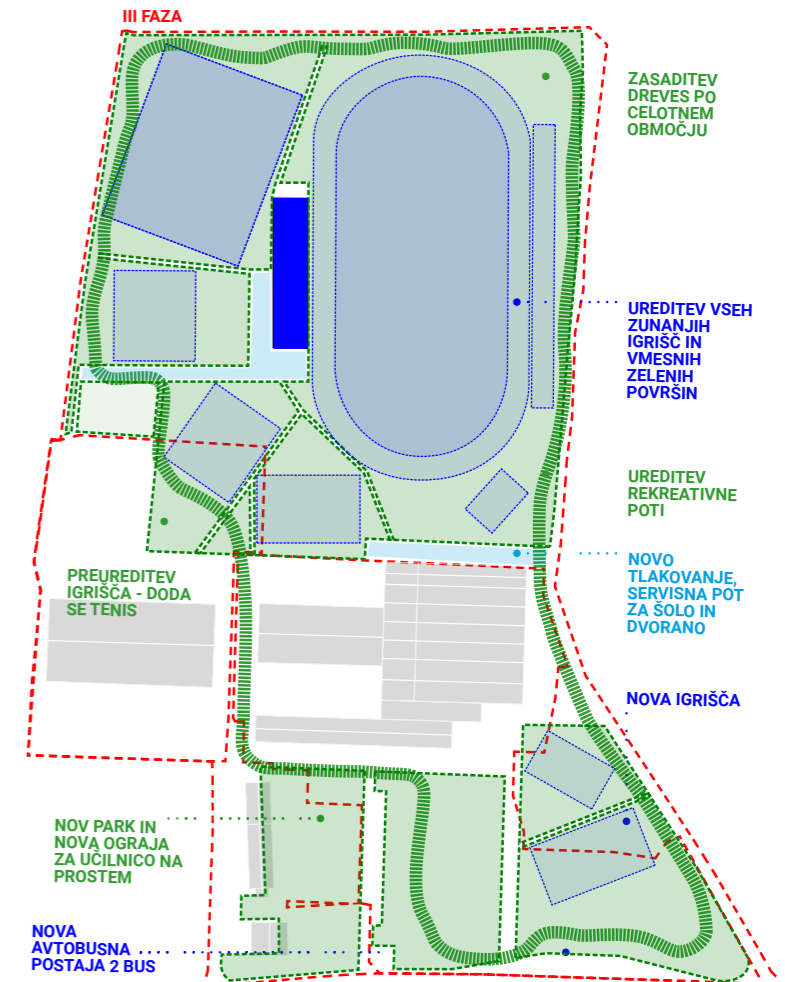 III FAZA
ZASADITEV
DREVES PO
CELOTNEM
OBMOČJU
UREDITEV VSEH
ZUNANJIH
IGRIŠČ IN
VMESNIH
ZELENIH
POVRŠIN
UREDITEV
REKREATIVNE
POTI
NOVO
TLAKOVANJE,
SERVISNA POT
ZA ŠOLO IN
DVORANO
PREUREDITEV
IGRIŠČA - DODA
SE TENIS
NOVA IGRIŠČA
NOV PARK IN
NOVA OGRAJA
ZA UČILNICO NA
PROSTEM
NOVA
AVTOBUSNA
POSTAJA 2 BUS